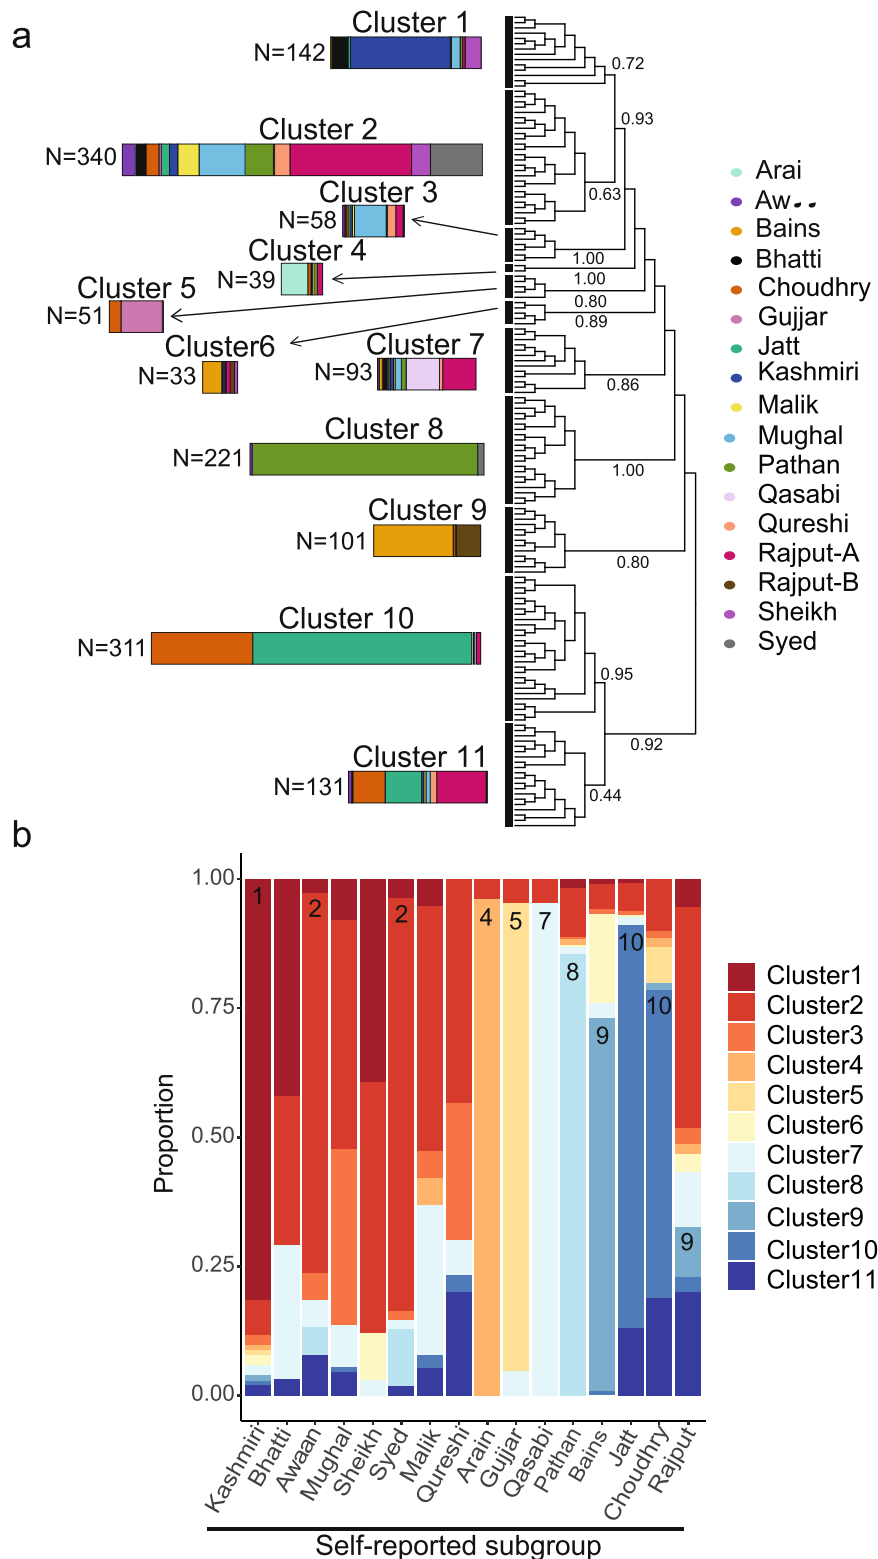 a
Cluster 1
N=142
Cluster 2
N=340
Cluster 3
N=58
Cluster 4
N=39
Cluster 5
N=51
Cluster6
N=33
Cluster 7
N=93
Cluster 8
N=221
Cluster 9
N=101
Cluster 10
N=311
Cluster 11
N=131
0.72
0.93
0.63
1.00
1.00
0.80
0.89
0.86
1.00
0.80
0.95
0.92
0.44
Arai
Bains
Bhatti
Choudhry
Gujjar
Jatt
Kashmiri
Malik
Mughal
Pathan
Qasabi
Qureshi
Rajput-A
Rajput-B
Sheikh
Syed
b
Proportion
1.00
0.75
0.50
0.25
0.00
1
2
2
4
5
7
8
9
10
10
9
Kashmiri
Bhatti
Awaan
Mughal
Sheikh
Syed
Malik
Qureshi
Arain
Gujjar
Qasabi
Pathan
Bains
Jatt
Choudhry
Rajput
Self-reported subgroup
Cluster1
Cluster2
Cluster3
Cluster4
Cluster5
Cluster6
Cluster7
Cluster8
Cluster9
Cluster10
Cluster11